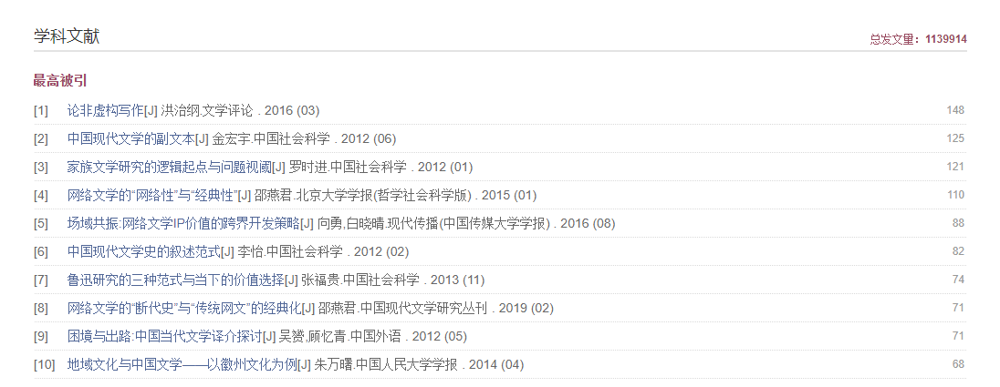 学科文献
总发文量：1139914
最高被引
[1] 论非虚构写作[J] 洪治纲.文学评论 . 2016 (03) 148
[2] 中国现代文学的副文本[J] 金宏宇.中国社会科学 . 2012 (06) 125
[3] 家族文学研究的逻辑起点与问题视阈[J] 罗时进.中国社会科学 . 2012 (01) 121
[4] 网络文学的“网络性”与“经典性”[J] 邵燕君.北京大学学报(哲学社会科学版) . 2015 (01) 110
[5] 场域共振:网络文学IP价值的跨界开发策略[J] 向勇,白晓晴.现代传播(中国传媒大学学报) . 2016 (08) 88
[6] 中国现代文学史的叙述范式[J] 李怡.中国社会科学 . 2012 (02) 82
[7] 鲁迅研究的三种范式与当下的价值选择[J] 张福贵.中国社会科学 . 2013 (11) 74
[8] 网络文学的“断代史”与“传统网文”的经典化[J] 邵燕君.中国现代文学研究丛刊 . 2019 (02) 71
[9] 困境与出路:中国当代文学译介探讨[J] 吴赟,顾忆青.中国外语 . 2012 (05) 71
[10] 地域文化与中国文学——以徽州文化为例[J] 朱万曙.中国人民大学学报 . 2014 (04) 68